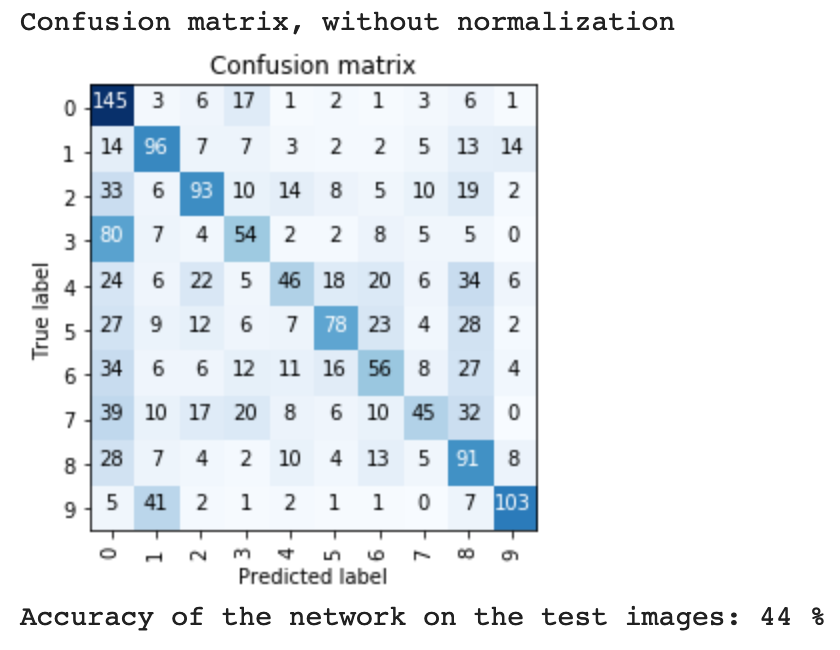 Confusion matrix, without normalization
Confusion matrix
0 145 3 6 17 1 2 1 3 6 1
1 14 96 7 7 3 2 2 5 13 14
2 33 6 93 10 14 8 5 10 19 2
3 80 7 4 54 2 2 8 5 5 0
4 24 6 22 5 46 18 20 6 34 6
5 27 9 12 6 7 78 23 4 28 2
6 34 6 6 12 11 16 56 8 27 4
7 39 10 17 20 8 6 10 45 32 0
8 28 7 4 2 10 4 13 5 91 8
9 5 41 2 1 2 1 1 0 7 103
True label
0 1 2 3 4 5 6 7 8 9
Predicted label
Accuracy of the network on the test images: 44 %